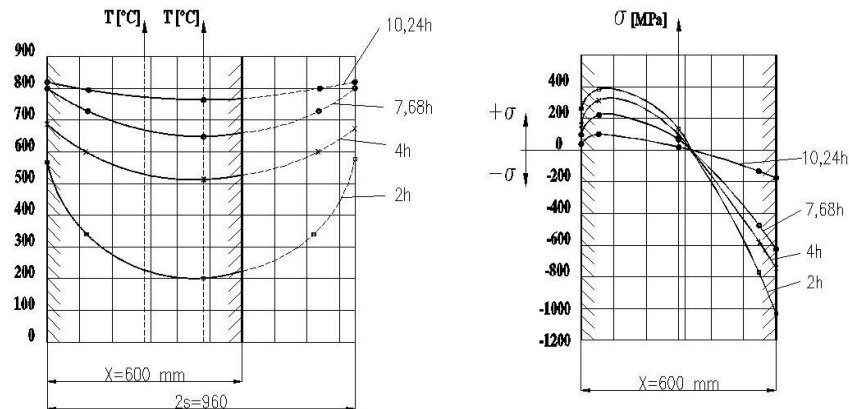 T [°C]
T [°C]
900
800
700
600
500
400
300
200
100
0
10,24h
7,68h
4h
2h
X=600 mm
2s=960
σ [MPa]
400
200
0
-200
-400
-600
-800
-1000
-1200
+σ
-σ
10,24h
7,68h
4h
2h
X=600 mm